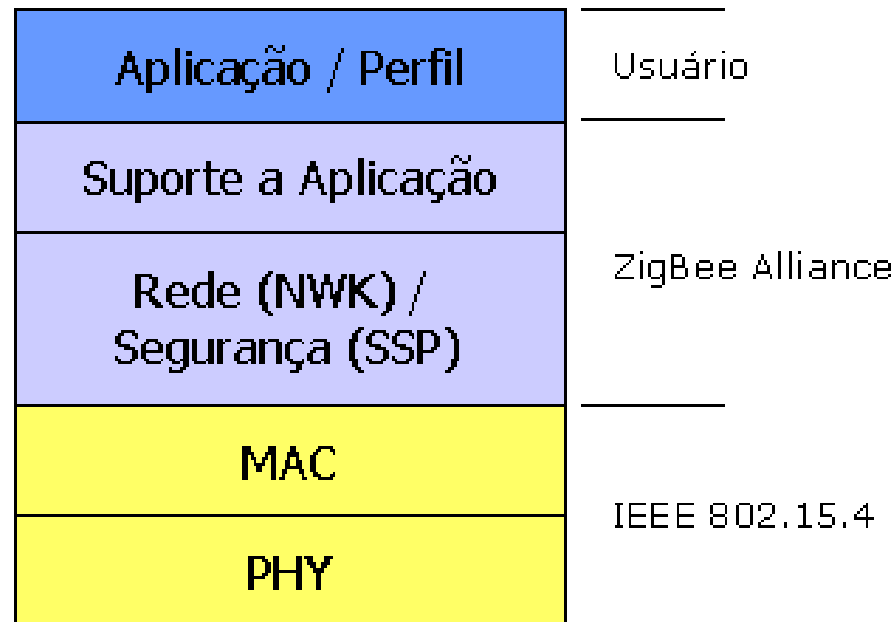 Aplicação / Perfil
Usuário
Suporte a Aplicação
Rede (NWK) /
Segurança (SSP)
ZigBee Alliance
MAC
PHY
IEEE 802.15.4